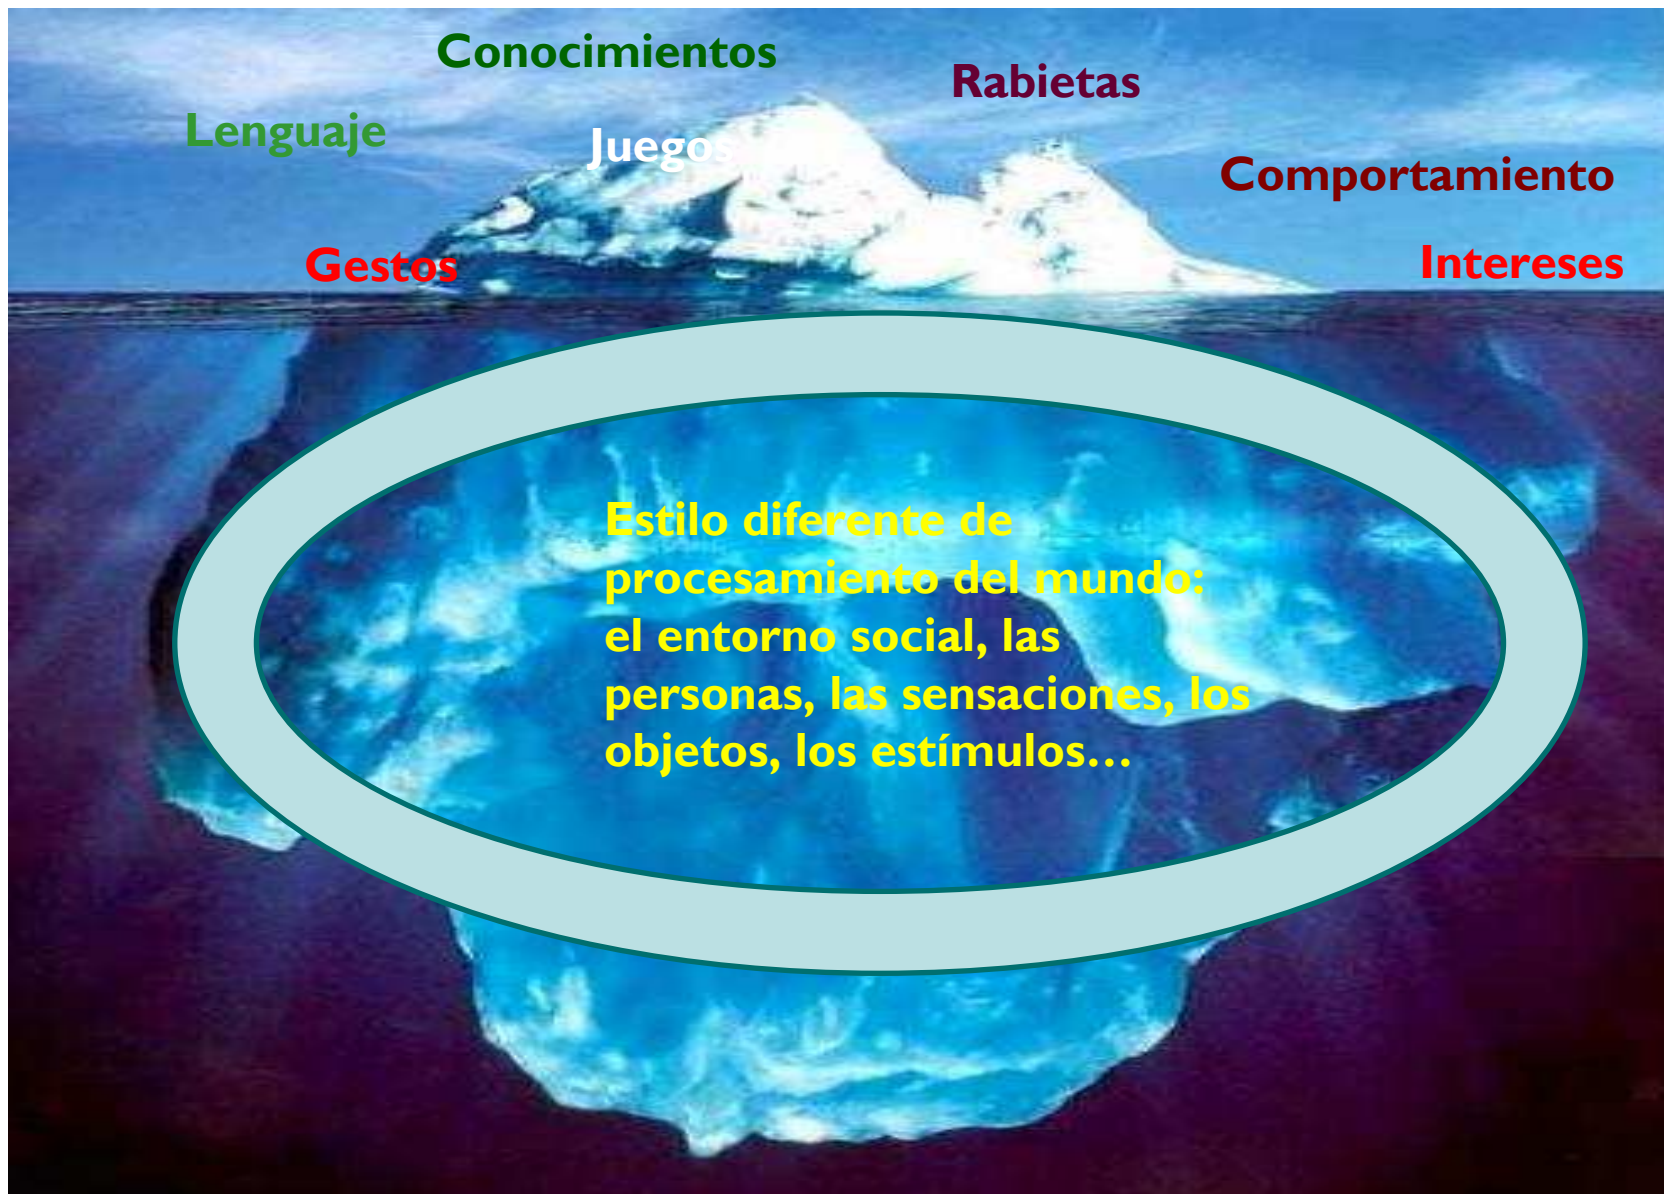 Conocimientos
Rabietas
Lenguaje
Juegos
Comportamiento
Gestos
Intereses
Estilo diferente de
procesamiento del mundo:
el entorno social, las
personas, las sensaciones, los
objetos, los estímulos…